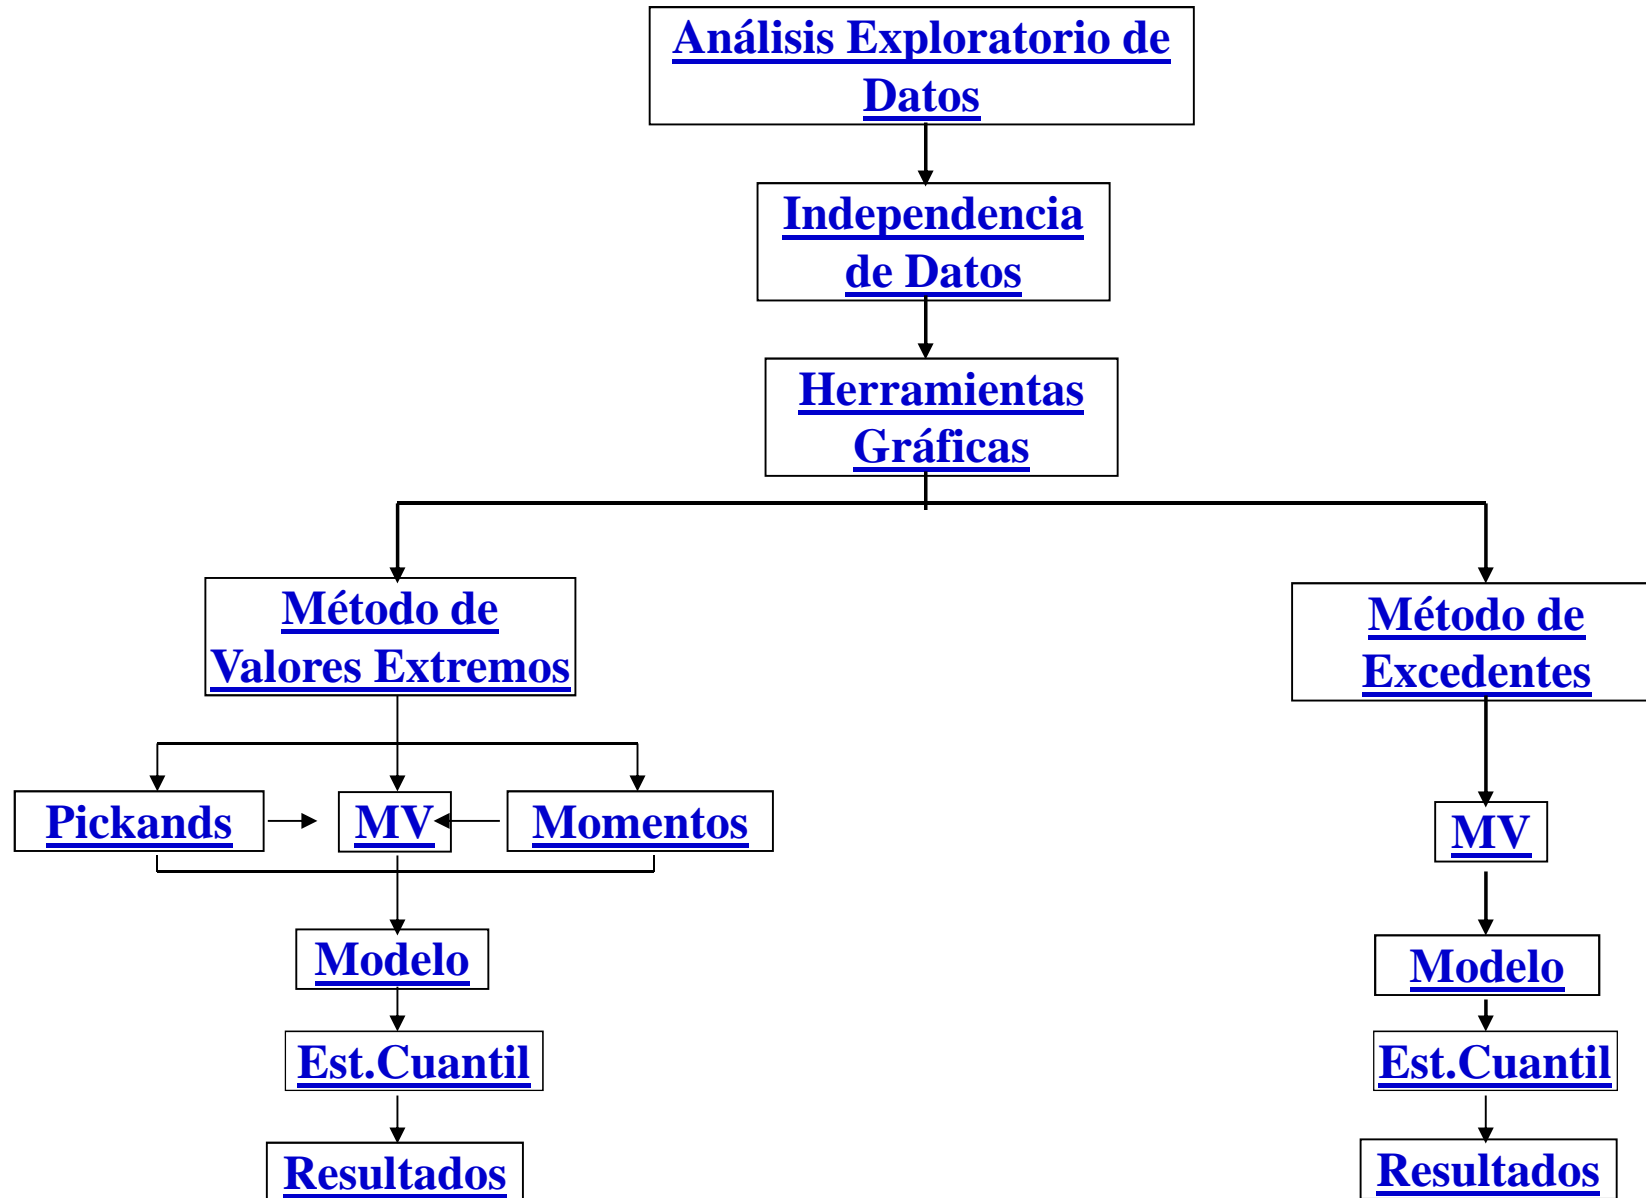 Análisis Exploratorio de
Datos
Independencia
de Datos
Herramientas
Gráficas
Método de
Valores Extremos
Pickands
MV
Momentos
Modelo
Est.Cuantil
Resultados
Método de
Excedentes
MV
Modelo
Est.Cuantil
Resultados